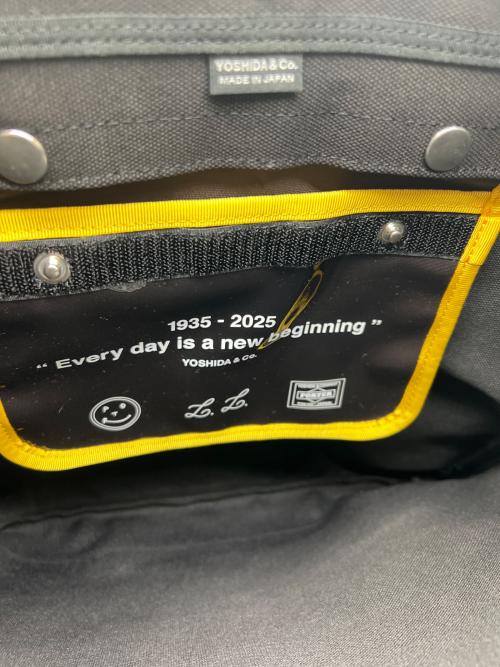 YOSHIDA & Co.
MADE IN JAPAN
1935 - 2025
“ Every day is a new beginning ”
YOSHIDA & Co.
L. L.
PORTER